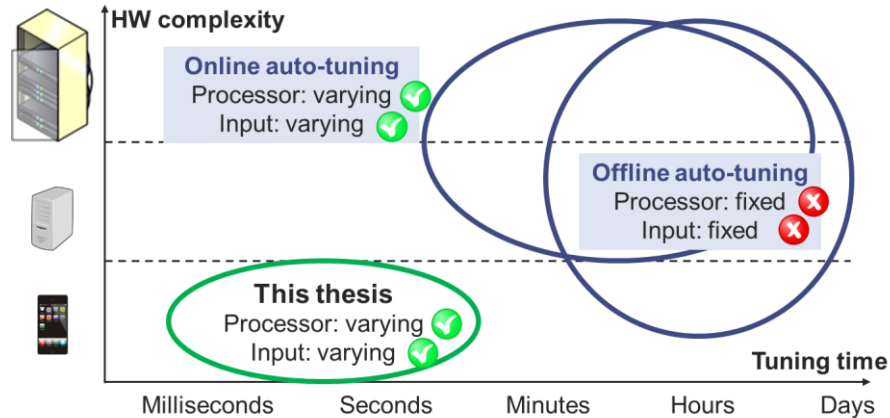 HW complexity
Online auto-tuning
Processor: varying
Input: varying
Offline auto-tuning
Processor: fixed
Input: fixed
This thesis
Processor: varying
Input: varying
Tuning time
Milliseconds Seconds Minutes Hours Days